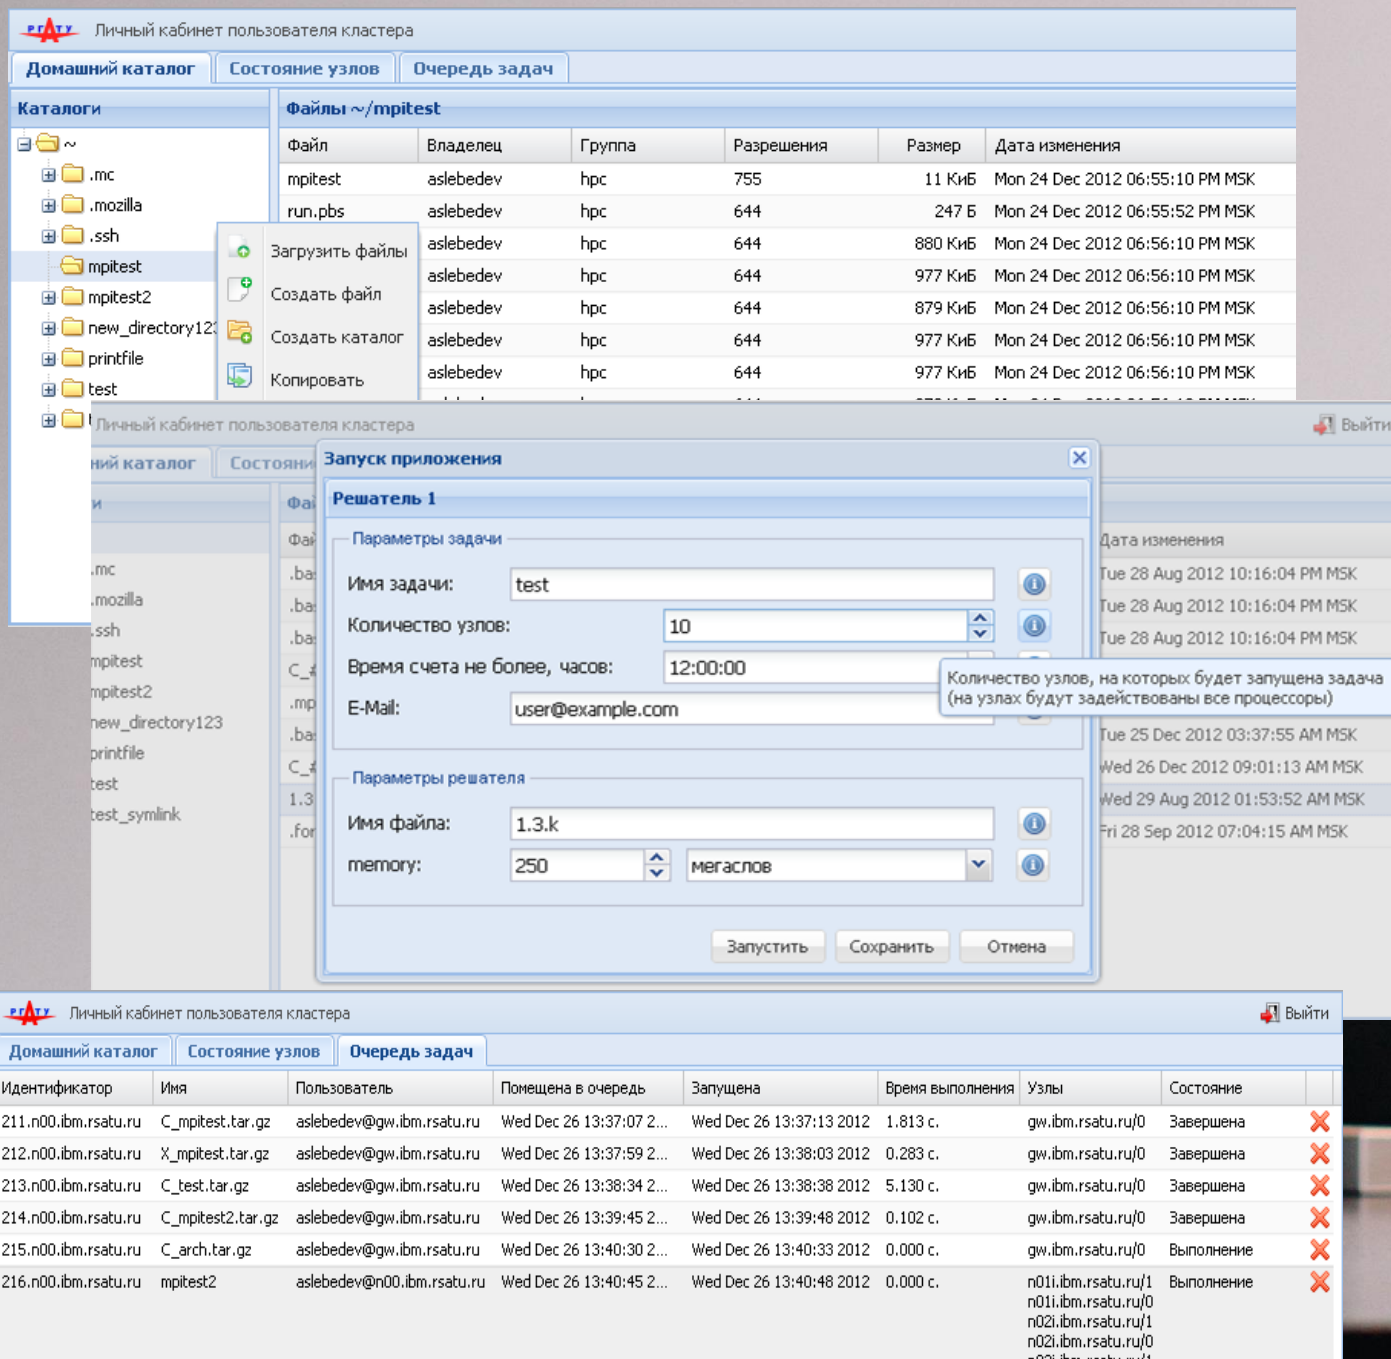 РГАТУ Личный кабинет пользователя кластера
Домашний каталог Состояние узлов Очередь задач
Каталоги Файлы ~/mpitest
~ Файл Владелец Группа Разрешения Размер Дата изменения
.mc mpitest aslebedev hpc 755 11 КиБ Mon 24 Dec 2012 06:55:10 PM MSK
.mozilla run.pbs aslebedev hpc 644 247 Б Mon 24 Dec 2012 06:55:52 PM MSK
.ssh Загрузить файлы aslebedev hpc 644 880 КиБ Mon 24 Dec 2012 06:56:10 PM MSK
mpitest aslebedev hpc 644 977 КиБ Mon 24 Dec 2012 06:56:10 PM MSK
mpitest2 Создать файл aslebedev hpc 644 879 КиБ Mon 24 Dec 2012 06:56:10 PM MSK
new_directory123 Создать каталог aslebedev hpc 644 977 КиБ Mon 24 Dec 2012 06:56:10 PM MSK
printfile Копировать aslebedev hpc 644 977 КиБ Mon 24 Dec 2012 06:56:10 PM MSK
test
Личный кабинет пользователя кластера Выйти
ний каталог Состояни
и Фай
Фай Дата изменения
.mc .ba Tue 28 Aug 2012 10:16:04 PM MSK
.mozilla .ba Tue 28 Aug 2012 10:16:04 PM MSK
.ssh .ba Tue 28 Aug 2012 10:16:04 PM MSK
mpitest C_
mpitest2 .mp
new_directory123 .ba Tue 25 Dec 2012 03:37:55 AM MSK
printfile C_ Wed 26 Dec 2012 09:01:13 AM MSK
test 1.3 Wed 29 Aug 2012 01:53:52 AM MSK
test_symlink .for Fri 28 Sep 2012 07:04:15 AM MSK
Запуск приложения
Решатель 1
Параметры задачи
Имя задачи: test
Количество узлов: 10
Время счета не более, часов: 12:00:00
E-Mail: user@example.com
Количество узлов, на которых будет запущена задача
(на узлах будут задействованы все процессоры)
Параметры решателя
Имя файла: 1.3.k
memory: 250 мегаслов
Запустить Сохранить Отмена
РГАТУ Личный кабинет пользователя кластера Выйти
Домашний каталог Состояние узлов Очередь задач
Идентификатор Имя Пользователь Помещена в очередь Запущена Время выполнения Узлы Состояние
211.n00.ibm.rsatu.ru C_mpitest.tar.gz aslebedev@gw.ibm.rsatu.ru Wed Dec 26 13:37:07 2... Wed Dec 26 13:37:13 2012 1.813 с. gw.ibm.rsatu.ru/0 Завершена
212.n00.ibm.rsatu.ru X_mpitest.tar.gz aslebedev@gw.ibm.rsatu.ru Wed Dec 26 13:37:59 2... Wed Dec 26 13:38:03 2012 0.283 с. gw.ibm.rsatu.ru/0 Завершена
213.n00.ibm.rsatu.ru C_test.tar.gz aslebedev@gw.ibm.rsatu.ru Wed Dec 26 13:38:34 2... Wed Dec 26 13:38:38 2012 5.130 с. gw.ibm.rsatu.ru/0 Завершена
214.n00.ibm.rsatu.ru C_mpitest2.tar.gz aslebedev@gw.ibm.rsatu.ru Wed Dec 26 13:39:45 2... Wed Dec 26 13:39:48 2012 0.102 с. gw.ibm.rsatu.ru/0 Завершена
215.n00.ibm.rsatu.ru C_arch.tar.gz aslebedev@gw.ibm.rsatu.ru Wed Dec 26 13:40:30 2... Wed Dec 26 13:40:33 2012 0.000 с. gw.ibm.rsatu.ru/0 Выполнение
216.n00.ibm.rsatu.ru mpitest2 aslebedev@n00.ibm.rsatu.ru Wed Dec 26 13:40:45 2... Wed Dec 26 13:40:48 2012 0.000 с. n01i.ibm.rsatu.ru/1 Выполнение
n01i.ibm.rsatu.ru/0
n02i.ibm.rsatu.ru/1
n02i.ibm.rsatu.ru/0